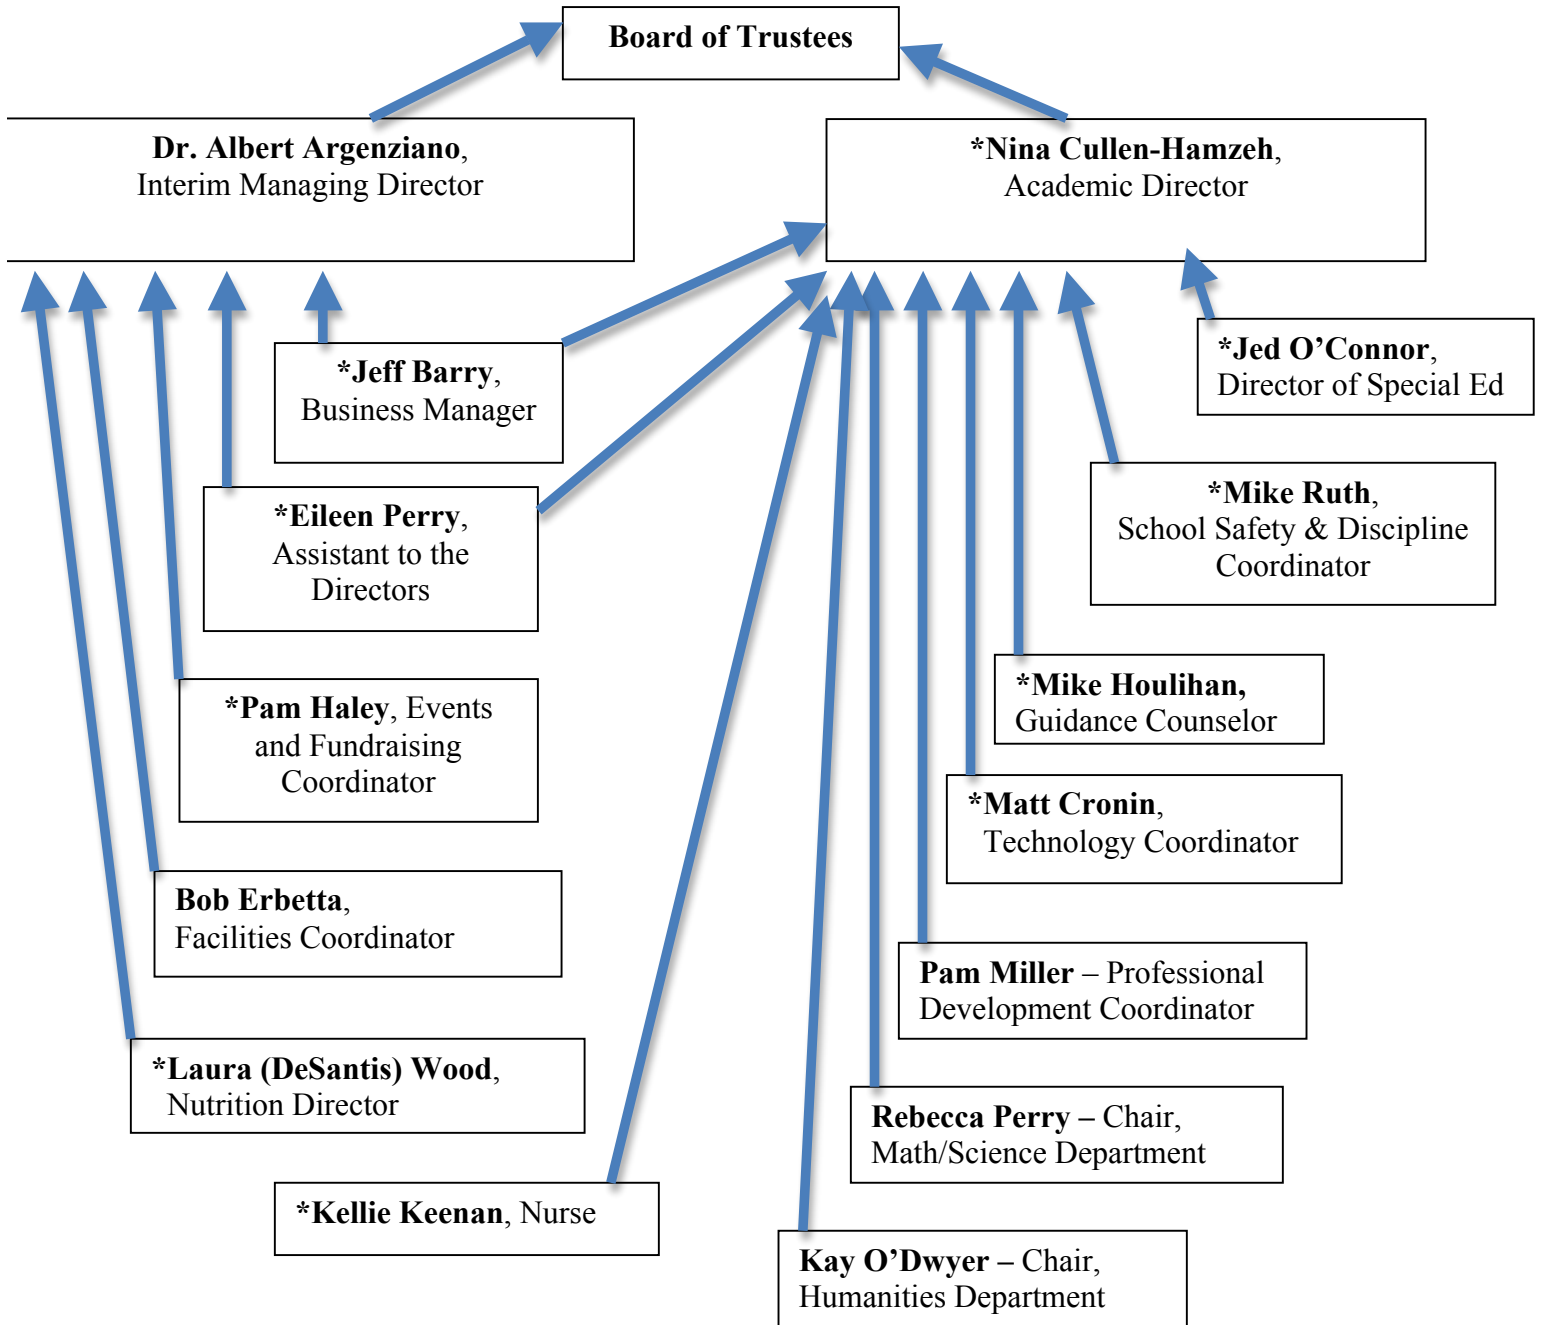 Board of Trustees
Dr. Albert Argenziano,
Interim Managing Director
*Nina Cullen-Hamzeh,
Academic Director
*Jeff Barry,
Business Manager
*Jed O’Connor,
Director of Special Ed
*Eileen Perry,
Assistant to the
Directors
*Mike Ruth,
School Safety & Discipline
Coordinator
*Pam Haley, Events
and Fundraising
Coordinator
*Mike Houlihan,
Guidance Counselor
*Matt Cronin,
Technology Coordinator
Bob Erbetta,
Facilities Coordinator
Pam Miller – Professional
Development Coordinator
*Laura (DeSantis) Wood,
Nutrition Director
Rebecca Perry – Chair,
Math/Science Department
*Kellie Keenan, Nurse
Kay O’Dwyer – Chair,
Humanities Department